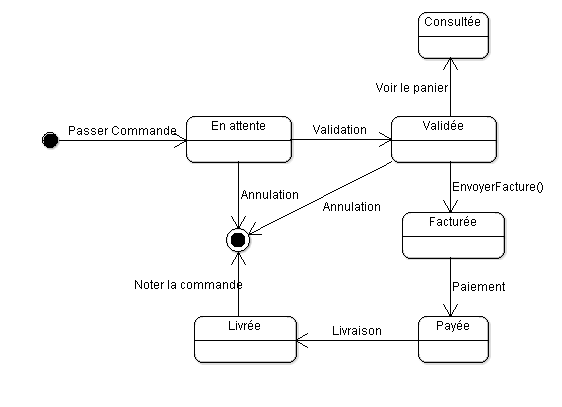 Consultée
Voir le panier
Passer Commande
En attente
Validation
Validée
Annulation
Annulation
EnvoyerFacture()
Facturée
Noter la commande
Paiement
Livrée
Livraison
Payée